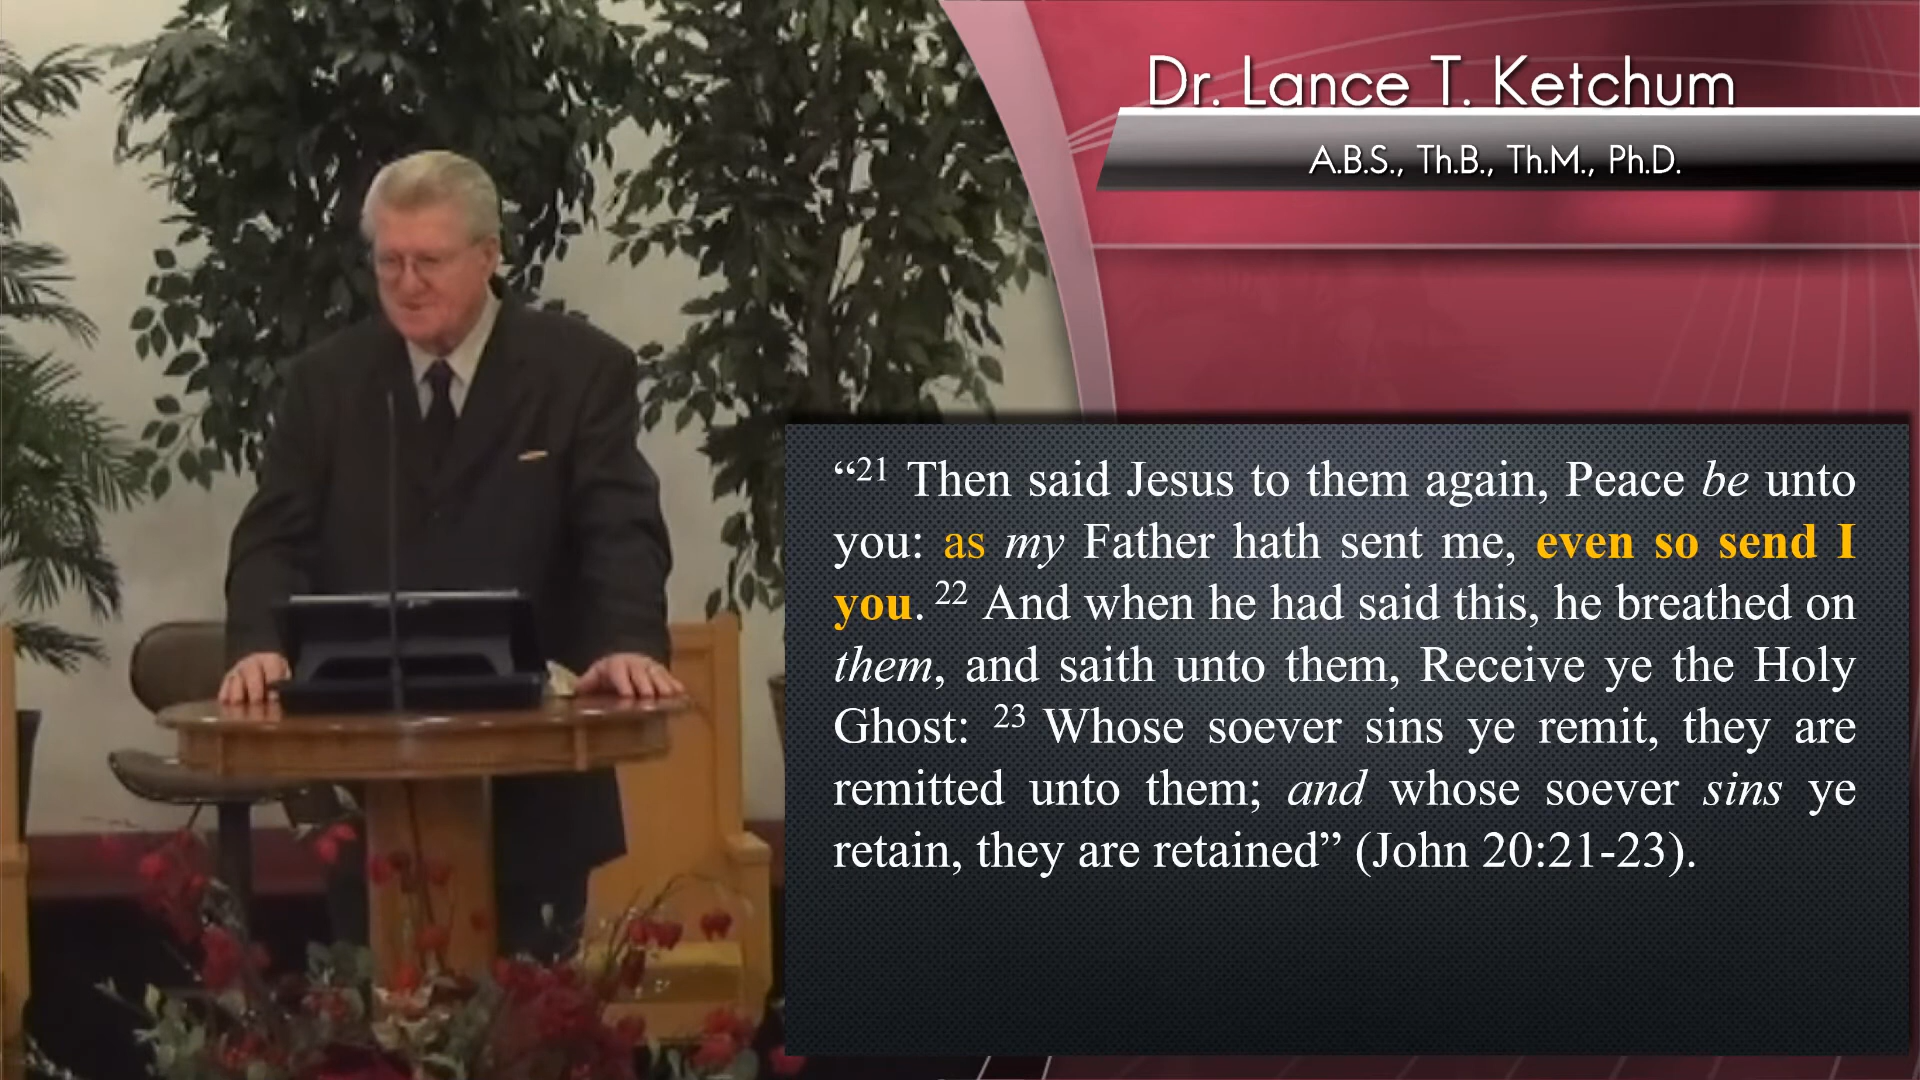 Dr. Lance T. Ketchum
A.B.S., Th.B., Th.M., Ph.D.
“21 Then said Jesus to them again, Peace be unto
you: as my Father hath sent me, even so send I
you. 22 And when he had said this, he breathed on
them, and saith unto them, Receive ye the Holy
Ghost: 23 Whose soever sins ye remit, they are
remitted unto them; and whose soever sins ye
retain, they are retained” (John 20:21-23).